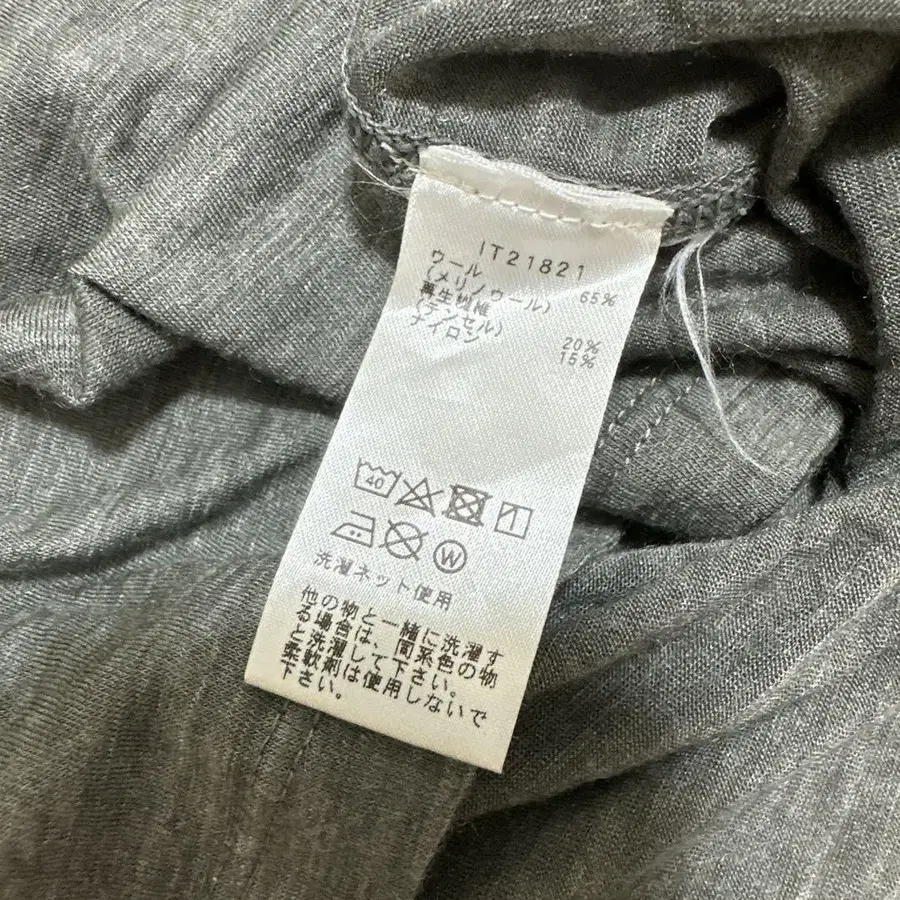 IT21821
ウール
(メリノウール) 65%
再生繊維
(テンセル) 20%
ナイロン 15%
40
W
洗濯ネット使用
他の物と一緒に洗濯す
る場合は、同系色の物
と洗濯して下さい。
柔軟剤は使用しないで
下さい。